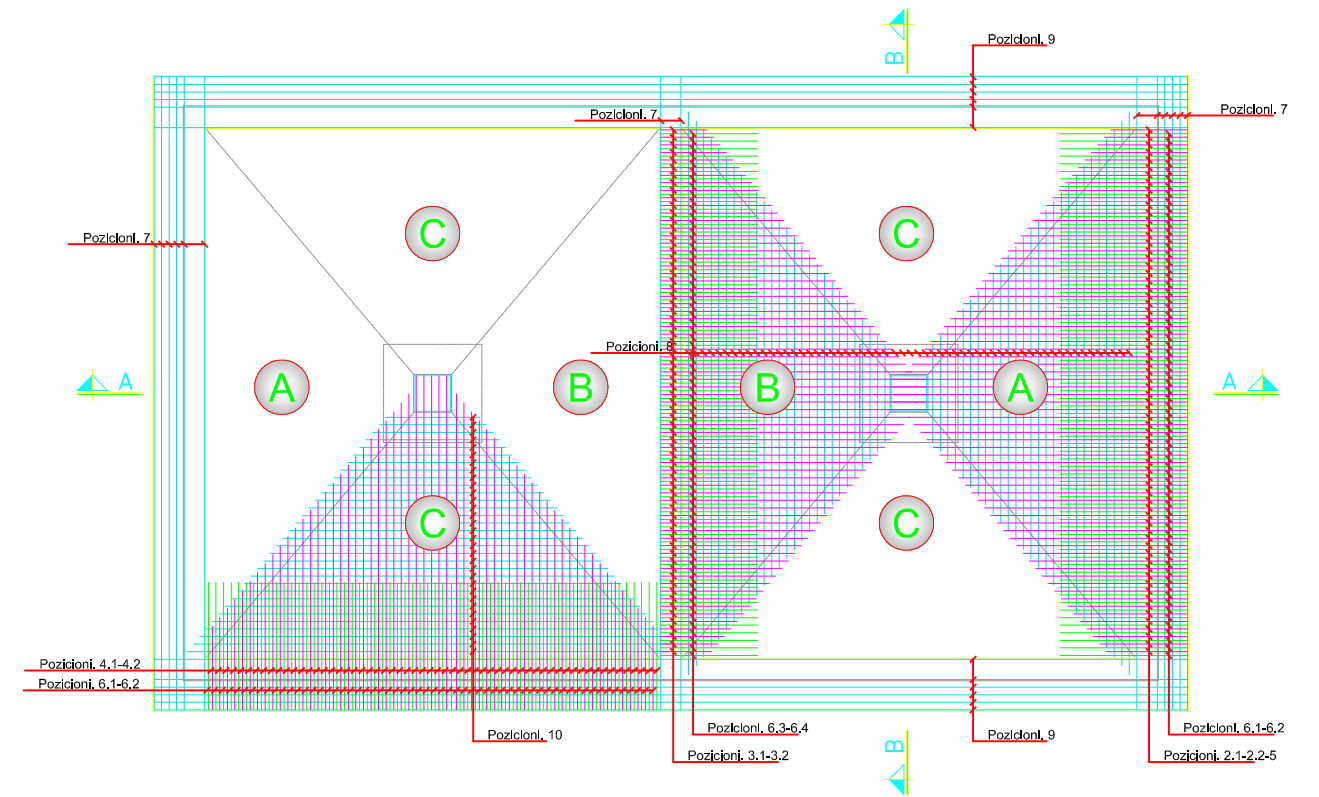 B
Pozicioni. 9
Pozicioni. 7
Pozicioni. 7
Pozicioni. 7
C
C
Pozicioni. 8
A
A
B
B
A
A
C
C
Pozicioni. 4.1-4.2
Pozicioni. 6.1-6.2
Pozicioni. 10
Pozicioni. 6.3-6.4
Pozicioni. 3.1-3.2
B
Pozicioni. 9
Pozicioni. 6.1-6.2
Pozicioni. 2.1-2.2-5